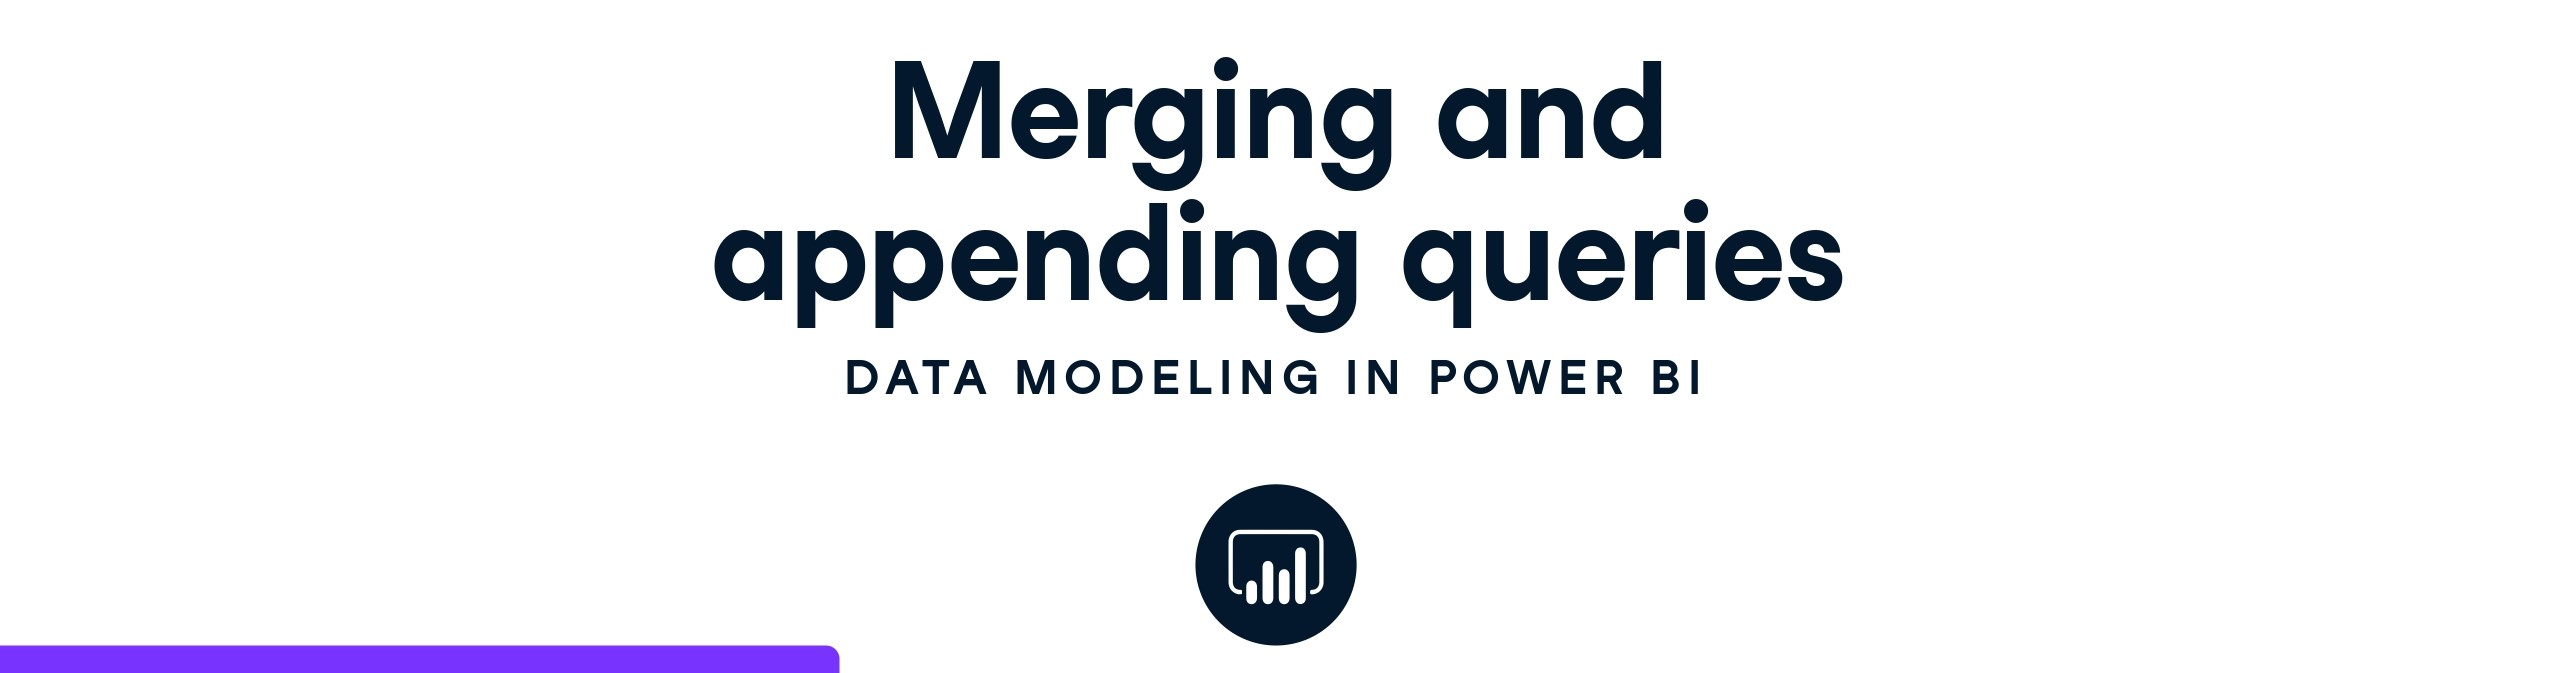 Merging and
appending queries
DATA MODELING IN POWER BI